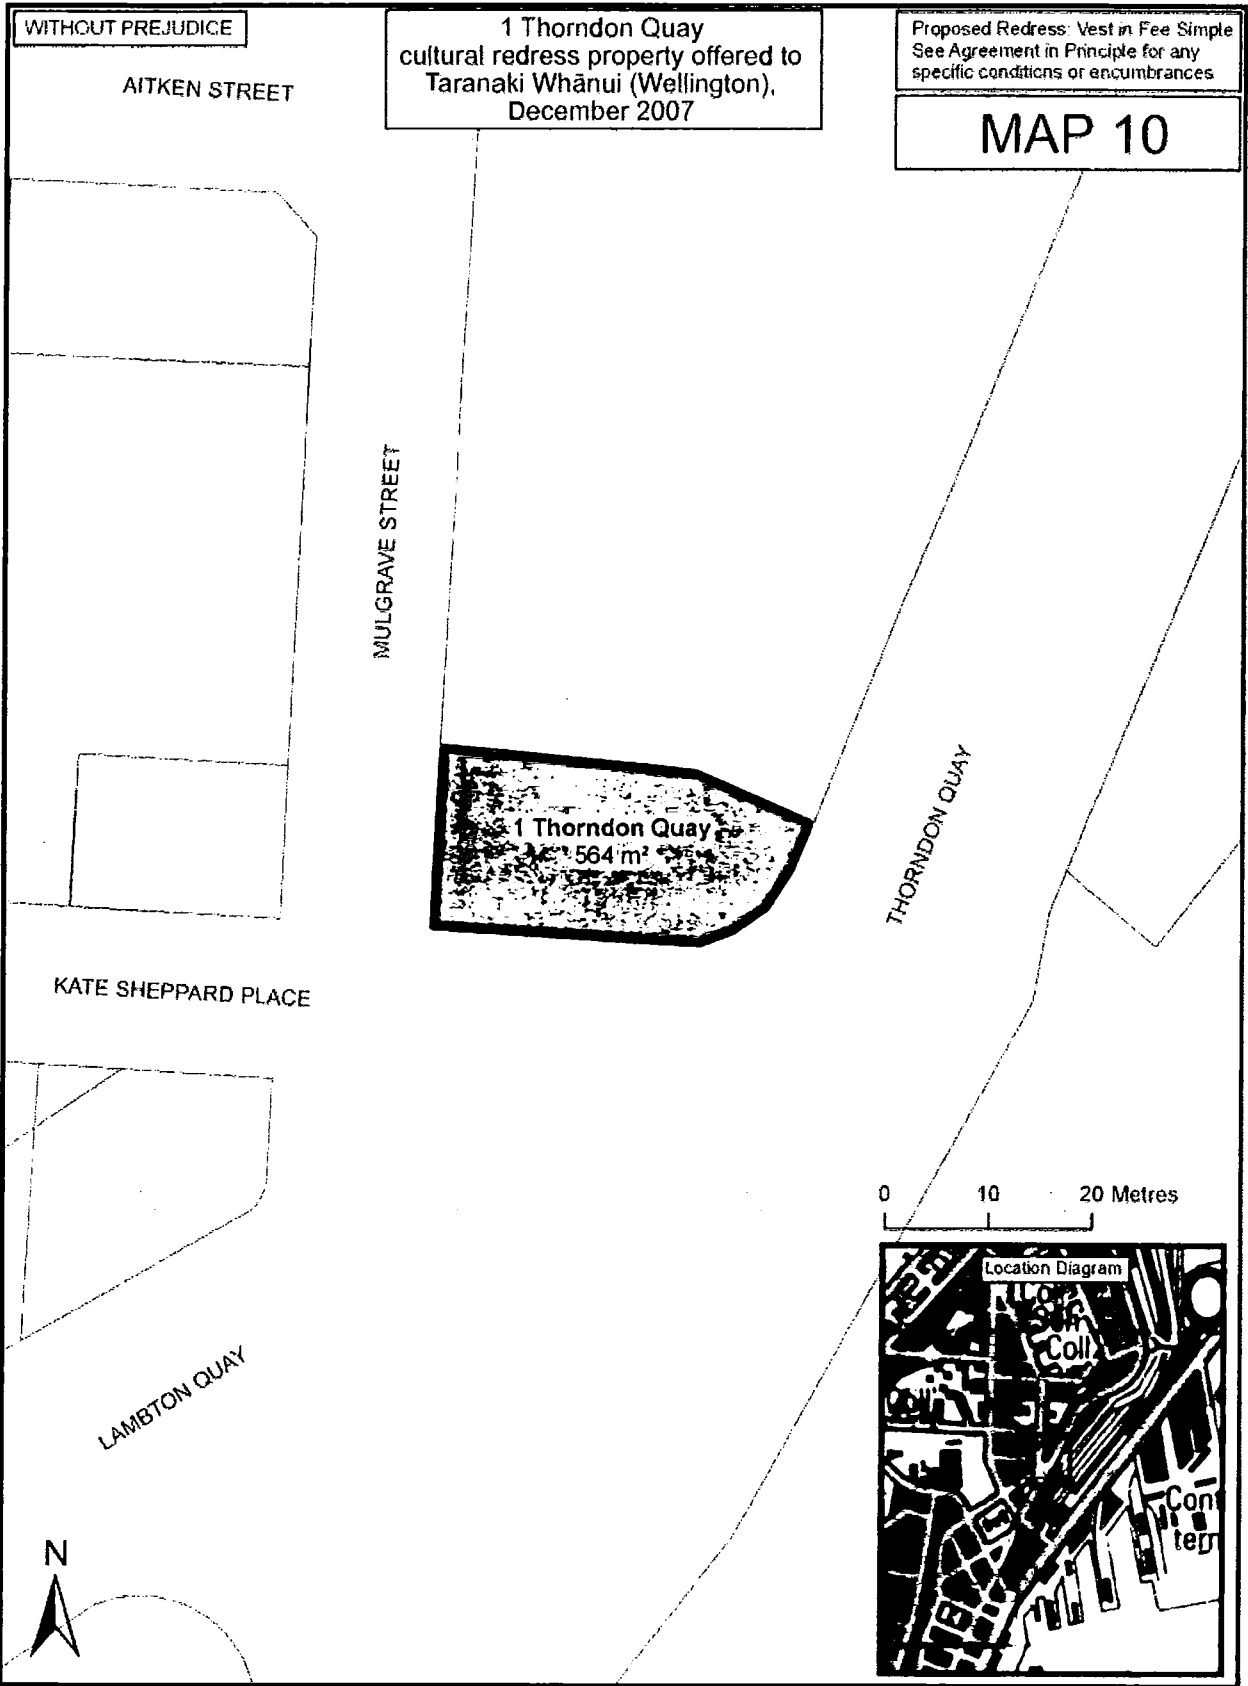 WITHOUT PREJUDICE
1 Thorndon Quay
cultural redress property offered to
Taranaki Whānui (Wellington),
December 2007
Proposed Redress: Vest in Fee Simple
See Agreement in Principle for any
specific conditions or encumbrances
MAP 10
AITKEN STREET
MULGRAVE STREET
1 Thorndon Quay
564 m²
THORNDON QUAY
KATE SHEPPARD PLACE
LAMBTON QUAY
0 10 20 Metres
Location Diagram
Coll
Coll
N